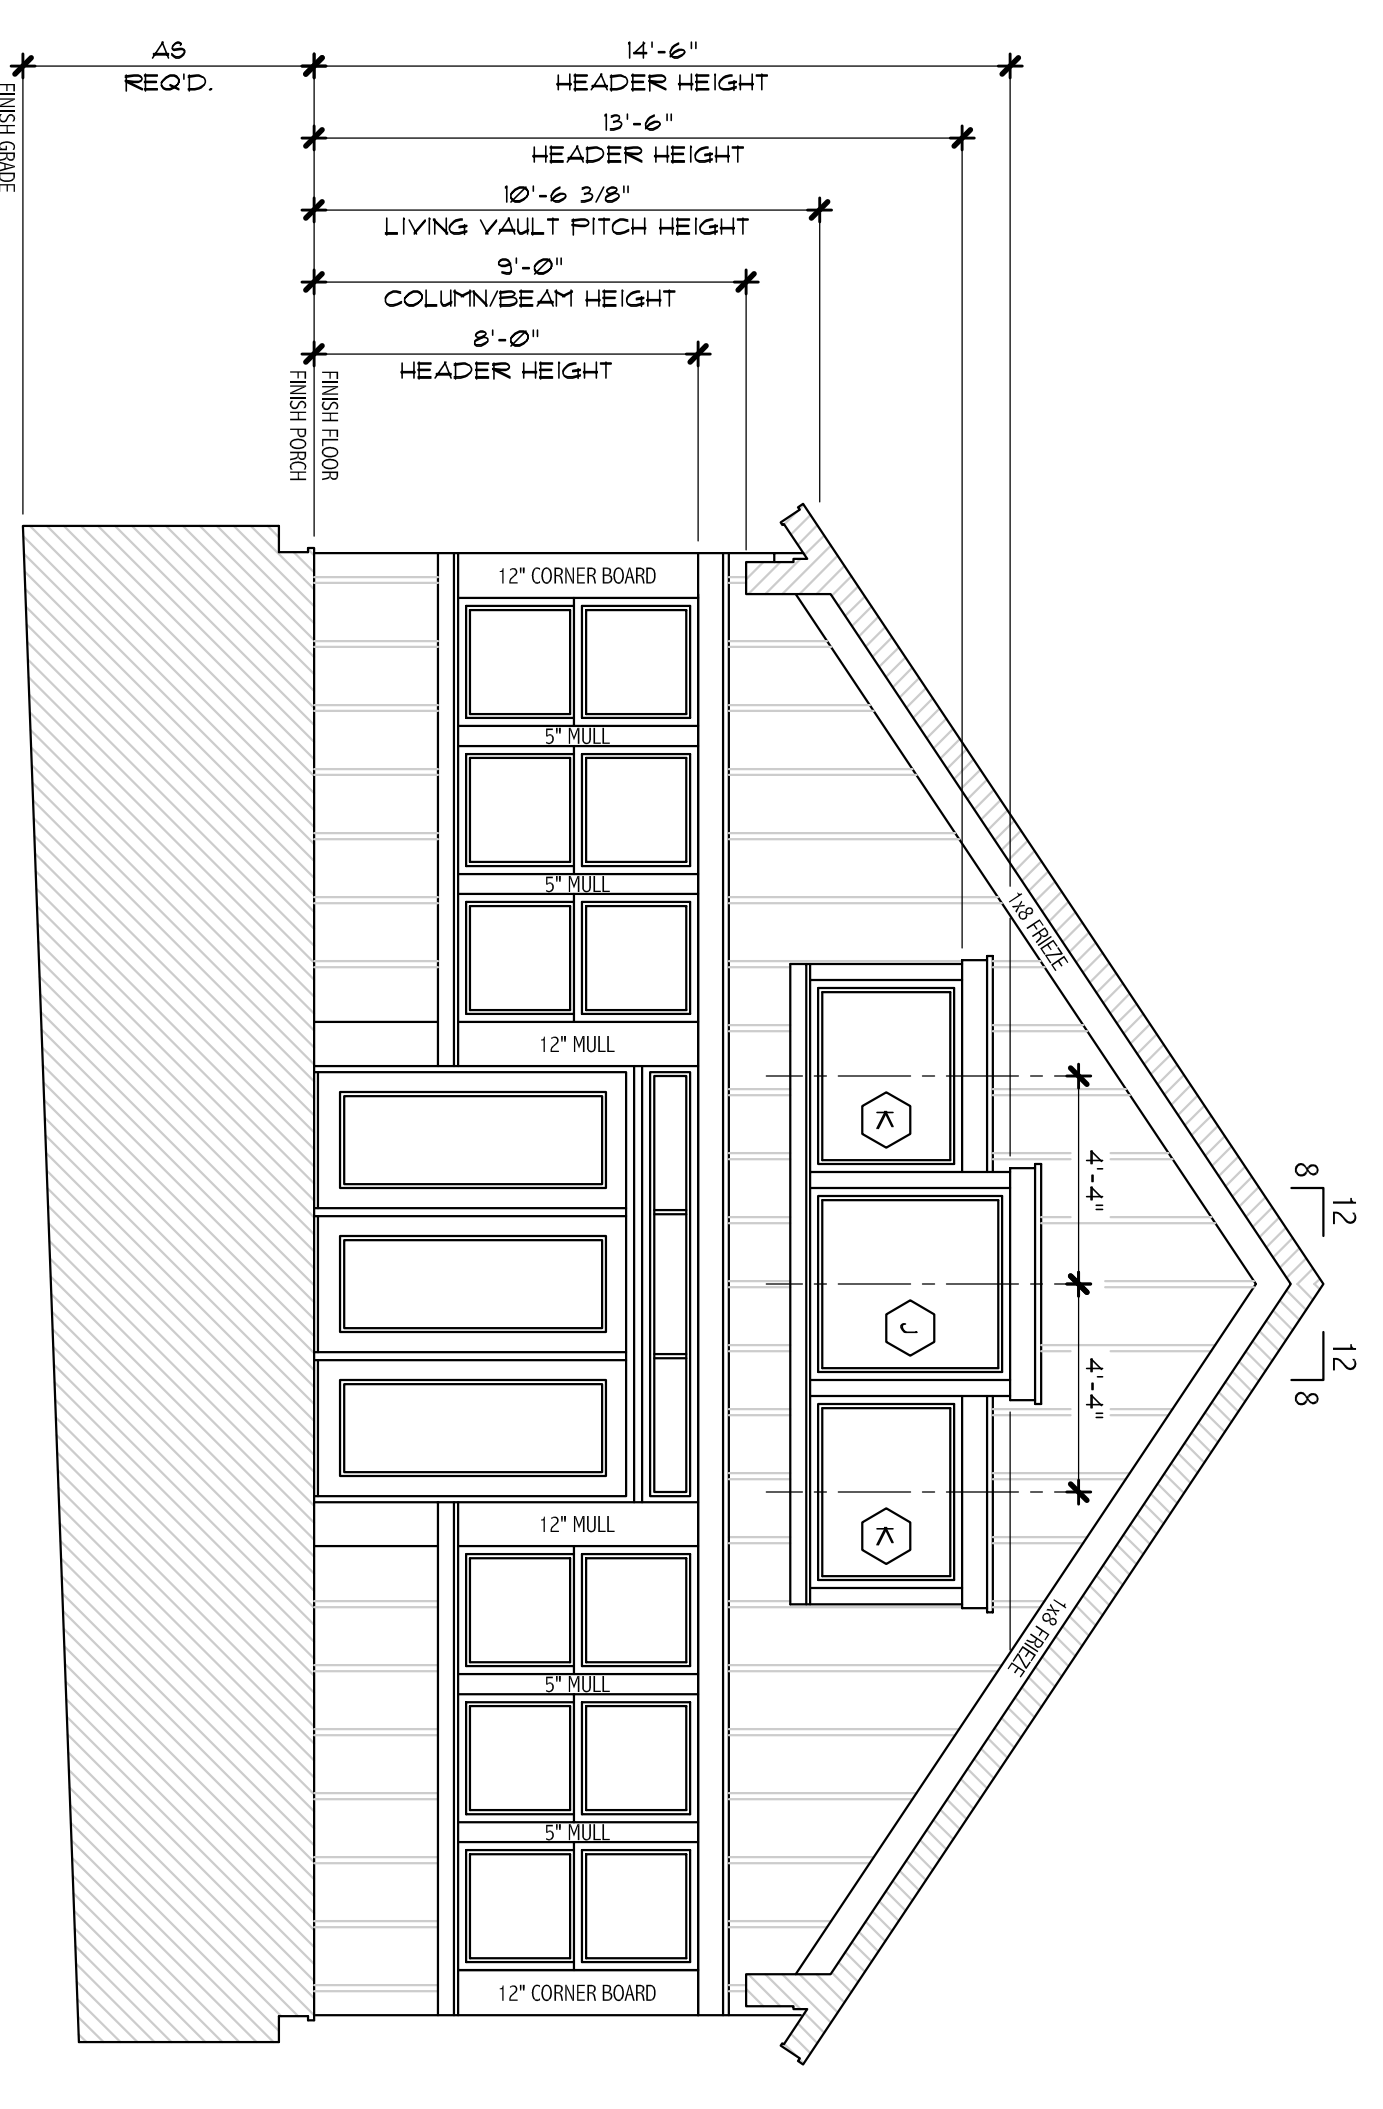 14'-6"
HEADER HEIGHT
AS
REQ'D.
13'-6"
HEADER HEIGHT
10'-6 3/8"
LIVING VAULT PITCH HEIGHT
9'-0"
COLUMN/BEAM HEIGHT
8'-0"
HEADER HEIGHT
FINISH GRADE
FINISH FLOOR
FINISH PORCH
12" CORNER BOARD
5" MULL
5" MULL
12" MULL
12" MULL
5" MULL
5" MULL
12" CORNER BOARD
1x8 FRIEZE
1x8 FRIEZE
K
J
K
4'-4"
4'-4"
12
8
12
8